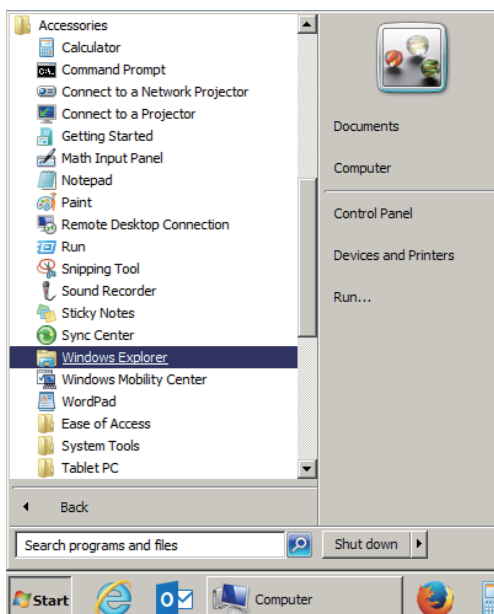 Accessories
Calculator
Command Prompt
Connect to a Network Projector
Connect to a Projector
Getting Started
Math Input Panel
Notepad
Paint
Remote Desktop Connection
Run
Snipping Tool
Sound Recorder
Sticky Notes
Sync Center
Windows Explorer
Windows Mobility Center
WordPad
Ease of Access
System Tools
Tablet PC
Back
Search programs and files
Documents
Computer
Control Panel
Devices and Printers
Run...
Shut down
Start
Computer